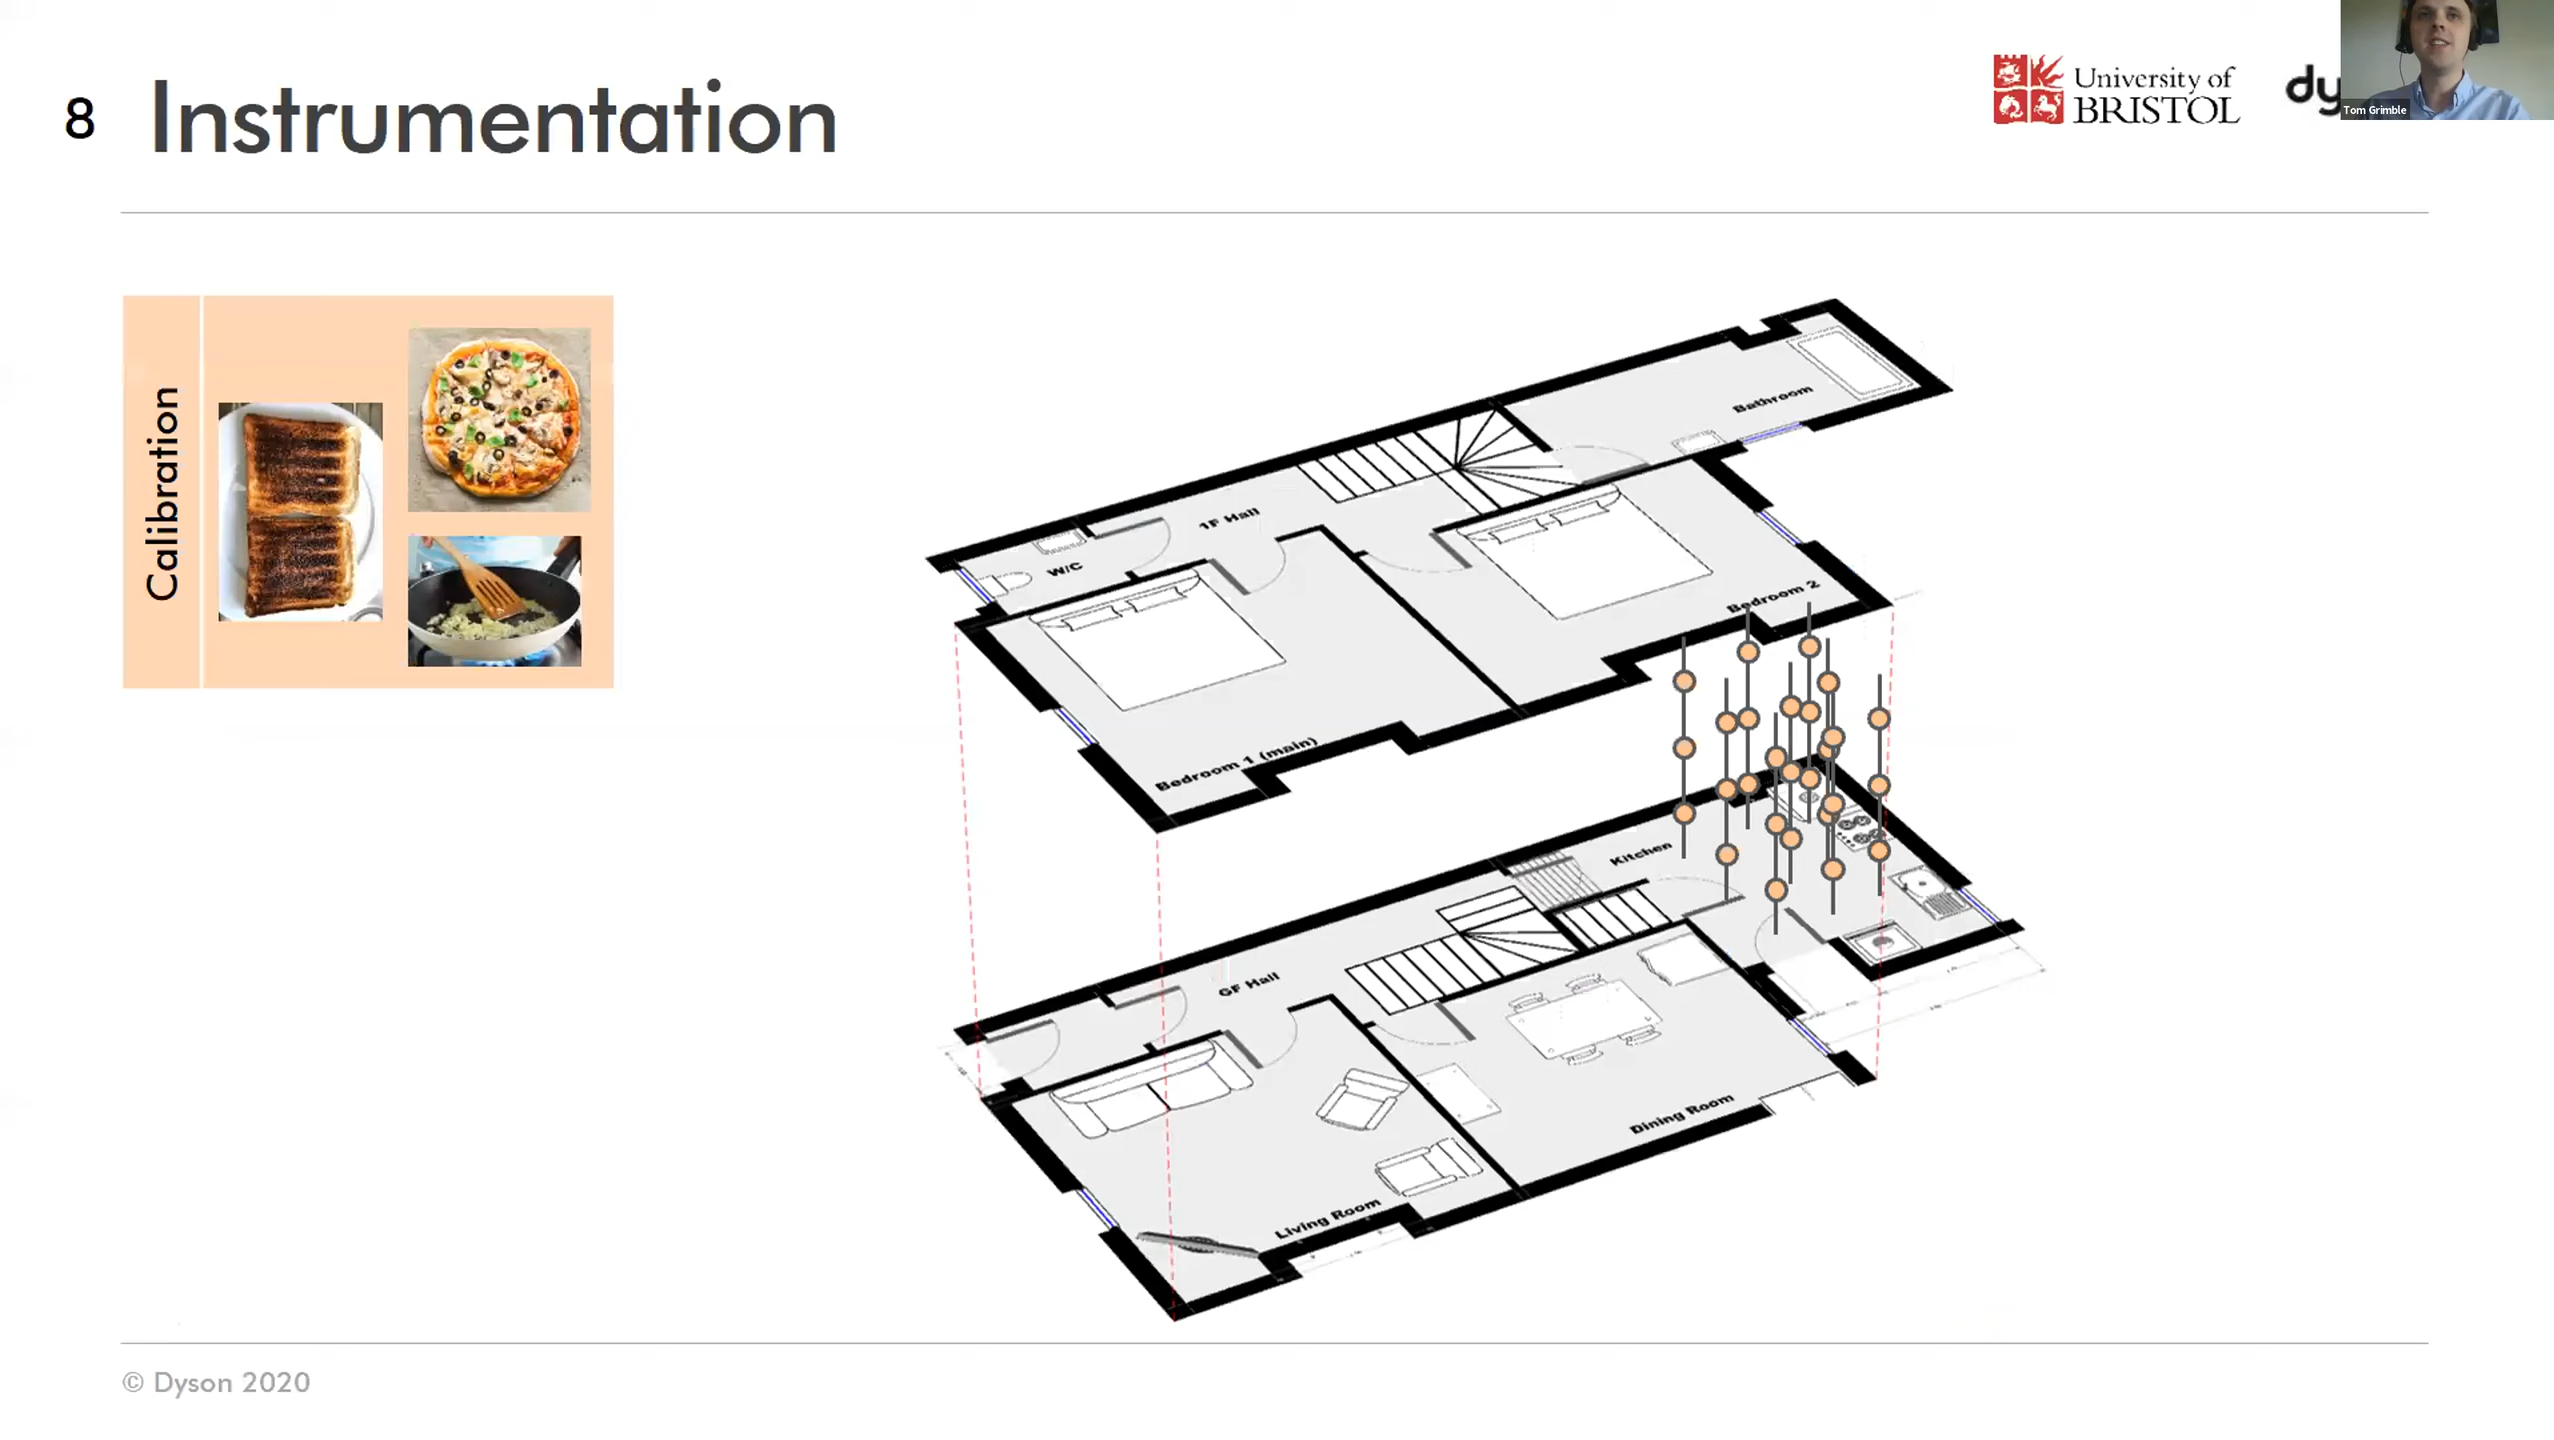 8
Instrumentation
University of
BRISTOL
dy
Tom Grimble
Calibration
Bathroom
1F Hall
W/C
Bedroom 2
Bedroom 1 (main)
Kitchen
GF Hall
Dining Room
Living Room
© Dyson 2020